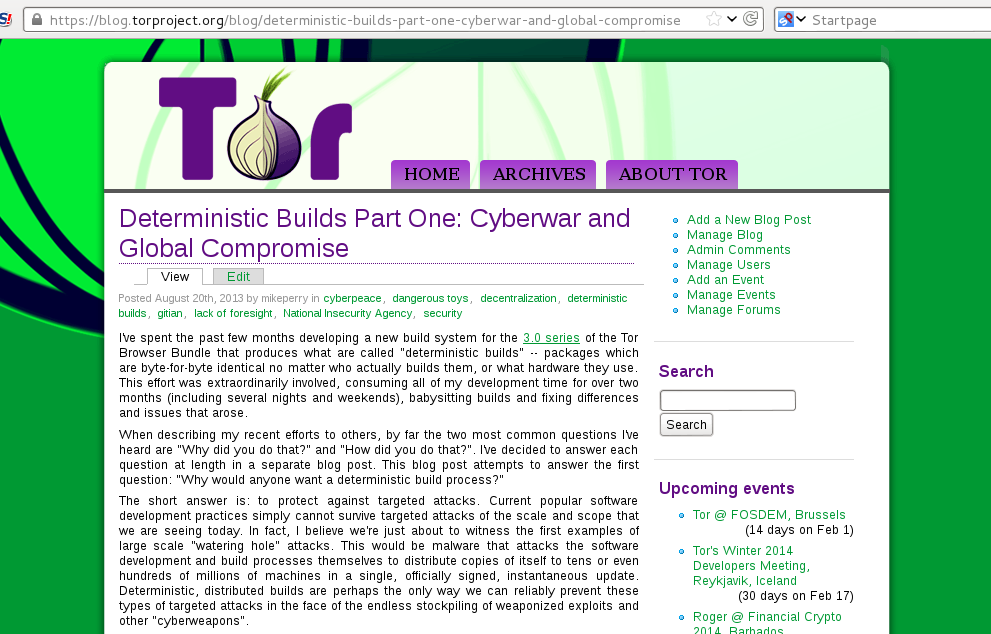 https://blog.torproject.org/blog/deterministic-builds-part-one-cyberwar-and-global-compromise
Startpage
Tor
HOME
ARCHIVES
ABOUT TOR
Deterministic Builds Part One: Cyberwar and
Global Compromise
View
Edit
Posted August 20th, 2013 by mikeperry in cyberpeace, dangerous toys, decentralization, deterministic
builds, gitian, lack of foresight, National Insecurity Agency, security
I've spent the past few months developing a new build system for the 3.0 series of the Tor
Browser Bundle that produces what are called "deterministic builds" -- packages which
are byte-for-byte identical no matter who actually builds them, or what hardware they use.
This effort was extraordinarily involved, consuming all of my development time for over two
months (including several nights and weekends), babysitting builds and fixing differences
and issues that arose.
When describing my recent efforts to others, by far the two most common questions I've
heard are "Why did you do that?" and "How did you do that?". I've decided to answer each
question at length in a separate blog post. This blog post attempts to answer the first
question: "Why would anyone want a deterministic build process?"
The short answer is: to protect against targeted attacks. Current popular software
development practices simply cannot survive targeted attacks of the scale and scope that
we are seeing today. In fact, I believe we're just about to witness the first examples of
large scale "watering hole" attacks. This would be malware that attacks the software
development and build processes themselves to distribute copies of itself to tens or even
hundreds of millions of machines in a single, officially signed, instantaneous update.
Deterministic, distributed builds are perhaps the only way we can reliably prevent these
types of targeted attacks in the face of the endless stockpiling of weaponized exploits and
other "cyberweapons".
Add a New Blog Post
Manage Blog
Admin Comments
Manage Users
Add an Event
Manage Events
Manage Forums
Search
Search
Upcoming events
Tor @ FOSDEM, Brussels
(14 days on Feb 1)
Tor's Winter 2014
Developers Meeting,
Reykjavik, Iceland
(30 days on Feb 17)
Roger @ Financial Crypto
2014, Barbados